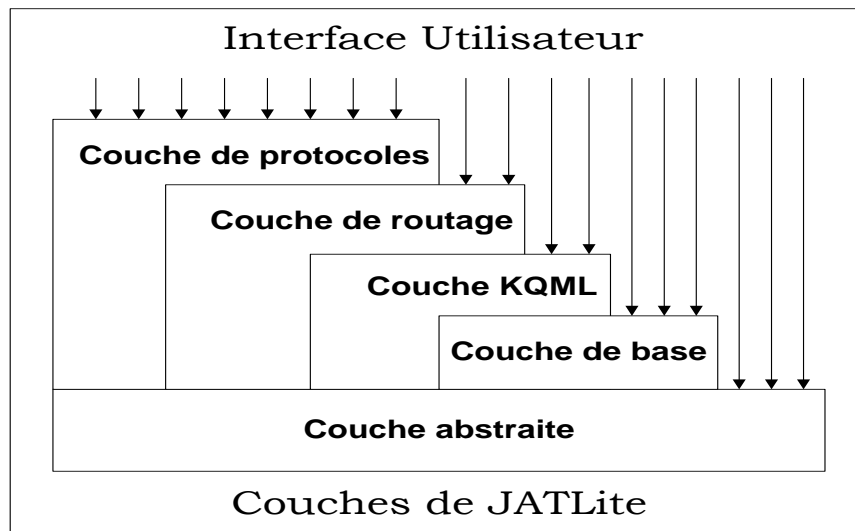 Interface Utilisateur
Couche de protocoles
Couche de routage
Couche KQML
Couche de base
Couche abstraite
Couches de JATLite